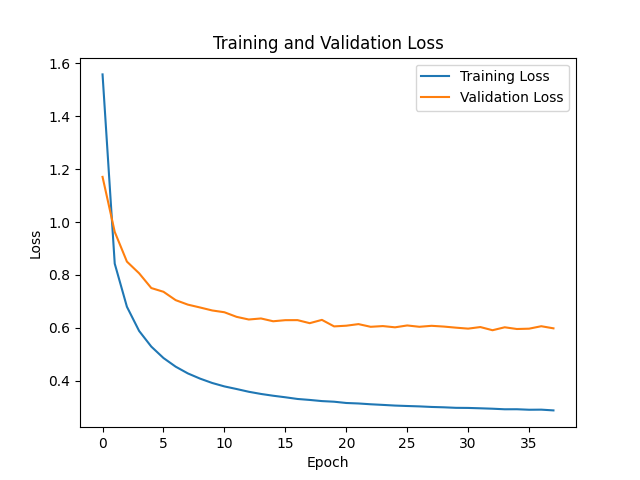 Training and Validation Loss
Training Loss
Validation Loss
1.6
1.4
1.2
1.0
0.8
0.6
0.4
Loss
0 5 10 15 20 25 30 35
Epoch